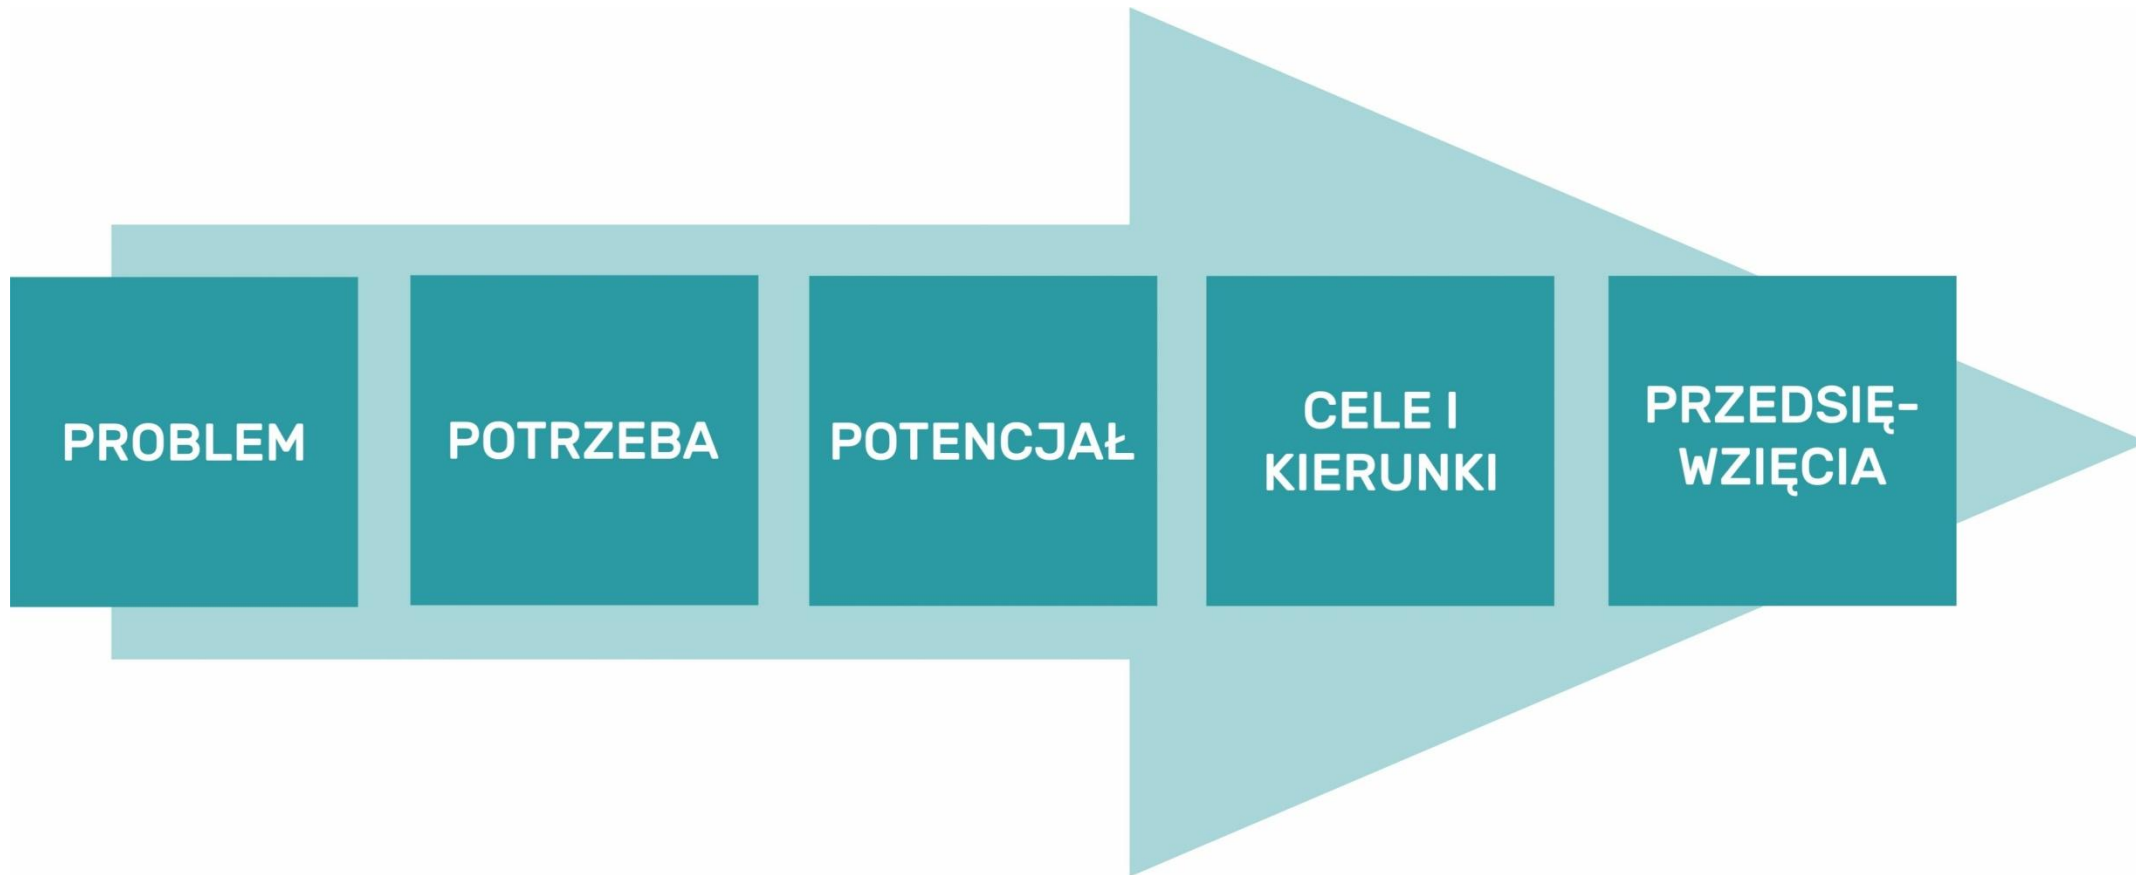 PROBLEM
POTRZEBA
POTENCJAŁ
CELE I
KIERUNKI
PRZEDSIĘ-
WZIĘCIA